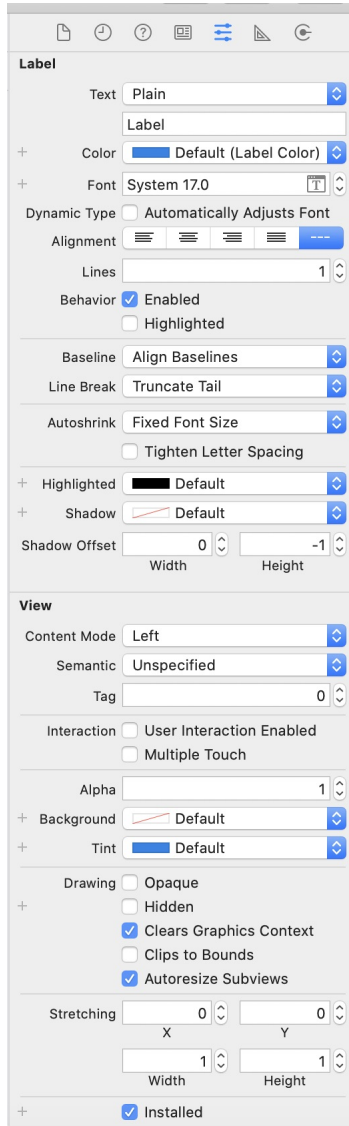 Label
Text Plain
Label
+ Color Default (Label Color)
+ Font System 17.0 T
Dynamic Type Automatically Adjusts Font
Alignment ---
Lines 1
Behavior Enabled
Highlighted
Baseline Align Baselines
Line Break Truncate Tail
Autoshrink Fixed Font Size
Tighten Letter Spacing
+ Highlighted Default
+ Shadow Default
Shadow Offset 0 -1
Width Height
View
Content Mode Left
Semantic Unspecified
Tag 0
Interaction User Interaction Enabled
Multiple Touch
Alpha 1
+ Background Default
+ Tint Default
Drawing Opaque
+ Hidden
Clears Graphics Context
Clips to Bounds
Autoresize Subviews
Stretching 0 0
X Y
1 1
Width Height
+ Installed